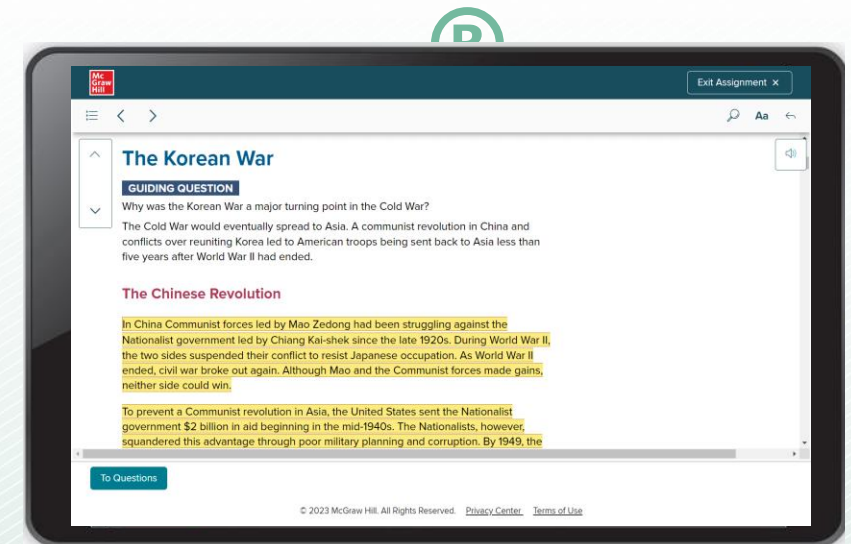 R
Mc
Graw
Hill
Exit Assignment ×
Aa
The Korean War
GUIDING QUESTION
Why was the Korean War a major turning point in the Cold War?
The Cold War would eventually spread to Asia. A communist revolution in China and
conflicts over reuniting Korea led to American troops being sent back to Asia less than
five years after World War II had ended.
The Chinese Revolution
In China Communist forces led by Mao Zedong had been struggling against the
Nationalist government led by Chiang Kai-shek since the late 1920s. During World War II,
the two sides suspended their conflict to resist Japanese occupation. As World War II
ended, civil war broke out again. Although Mao and the Communist forces made gains,
neither side could win.
To prevent a Communist revolution in Asia, the United States sent the Nationalist
government $2 billion in aid beginning in the mid-1940s. The Nationalists, however,
squandered this advantage through poor military planning and corruption. By 1949, the
To Questions
© 2023 McGraw Hill. All Rights Reserved. Privacy Center Terms of Use